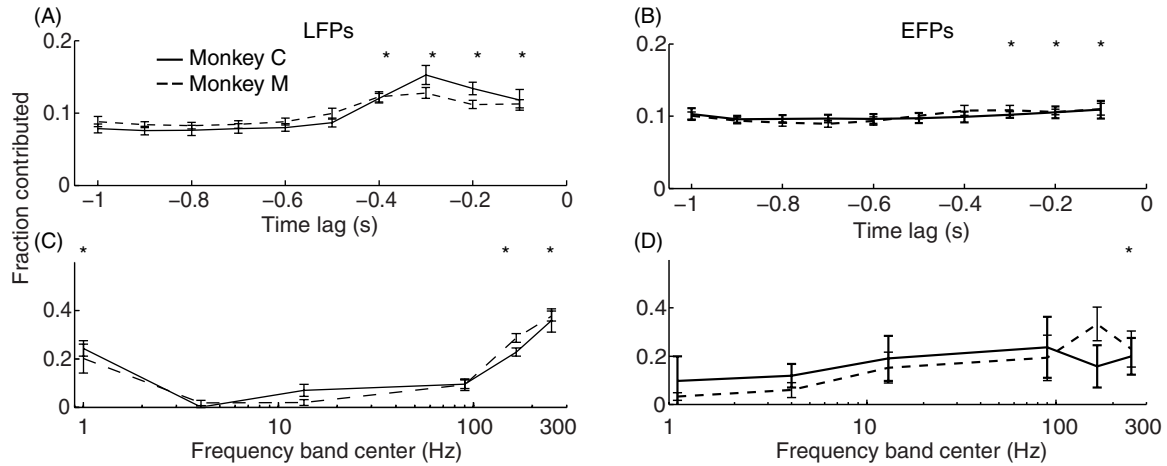 (A) LFPs
0.2
* * * *
Monkey C
Monkey M
0.1
0
−1 −0.8 −0.6 −0.4 −0.2 0
Time lag (s)
(B) EFPs
0.2
* * *
0.1
0
−1 −0.8 −0.6 −0.4 −0.2 0
Time lag (s)
Fraction contributed
(C)
* * *
0.4
0.2
0
1 10 100 300
Frequency band center (Hz)
(D)
*
0.4
0.2
0
1 10 100 300
Frequency band center (Hz)